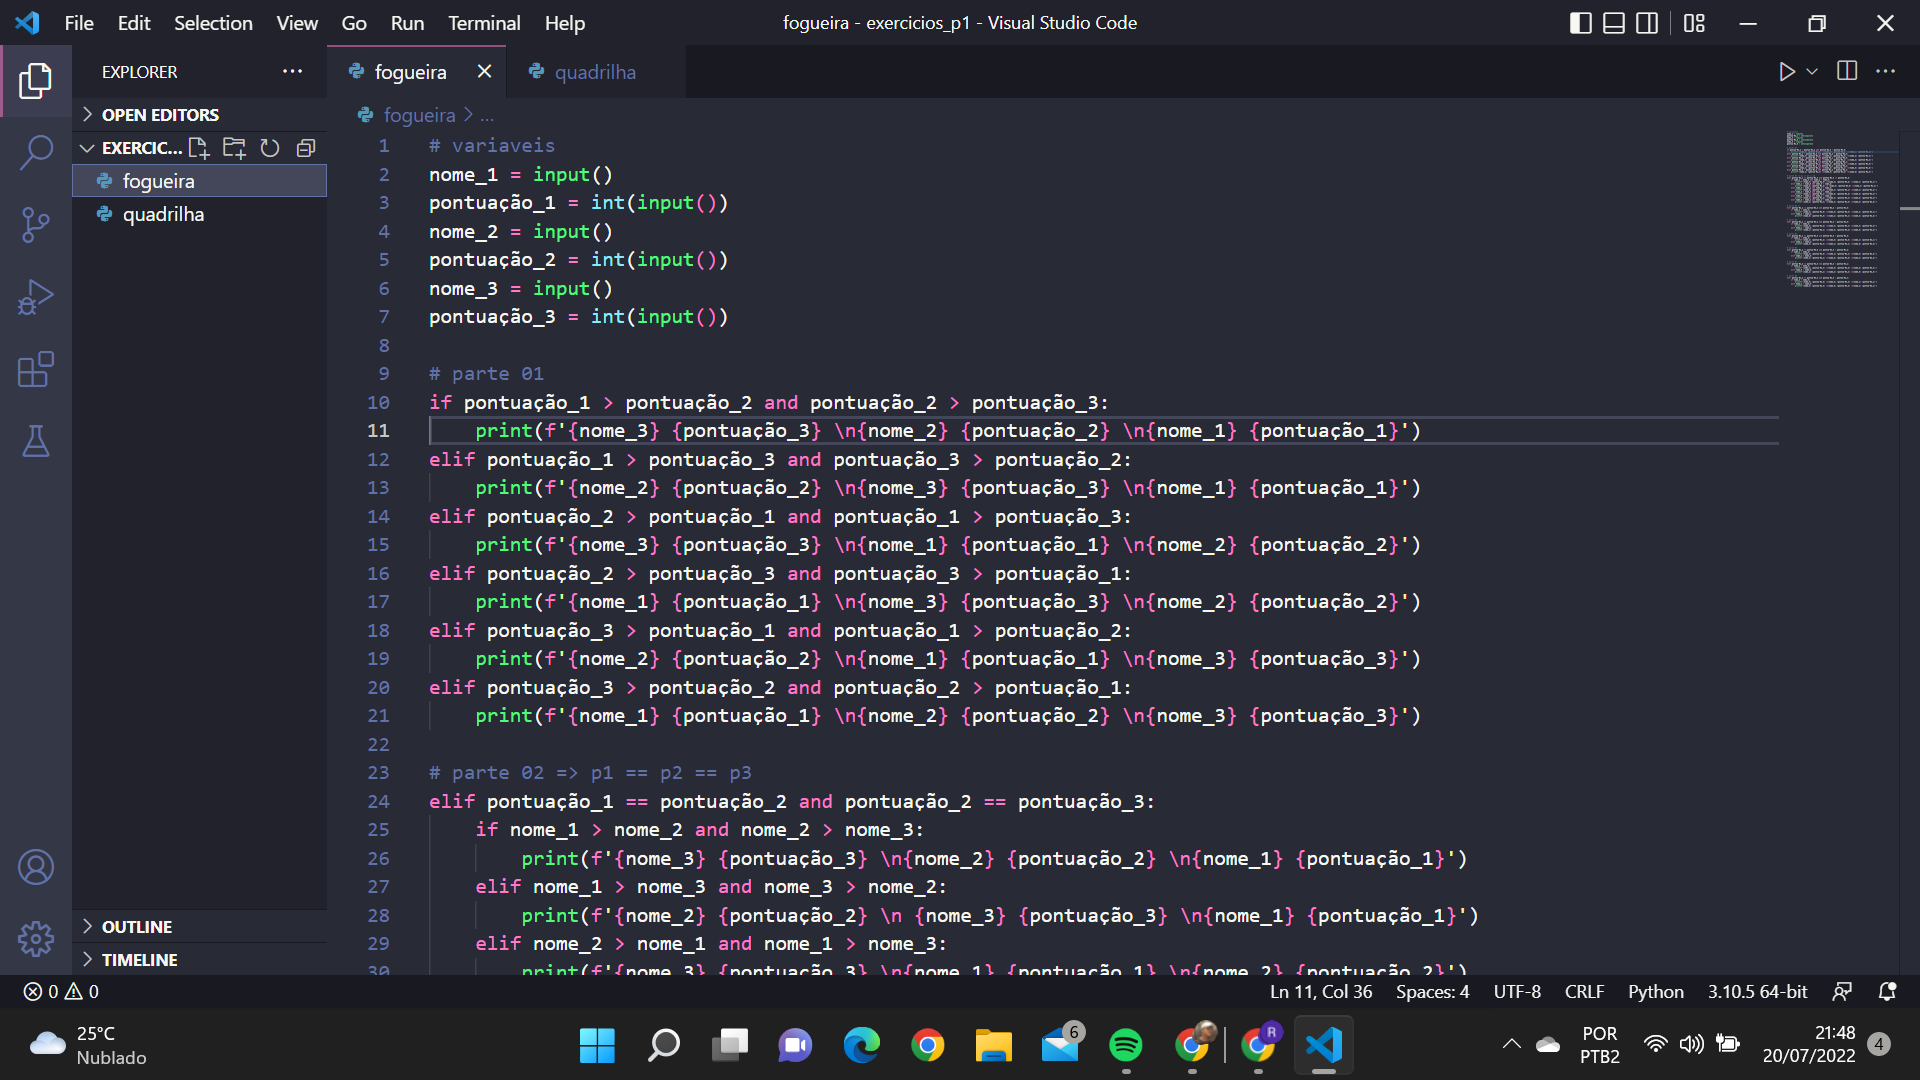 File Edit Selection View Go Run Terminal Help
fogueira - exercicios_p1 - Visual Studio Code
EXPLORER
OPEN EDITORS
EXERCIC...
fogueira
quadrilha
OUTLINE
TIMELINE
fogueira
quadrilha
fogueira > ...
1 # variaveis
2 nome_1 = input()
3 pontuação_1 = int(input())
4 nome_2 = input()
5 pontuação_2 = int(input())
6 nome_3 = input()
7 pontuação_3 = int(input())
8
9 # parte 01
10 if pontuação_1 > pontuação_2 and pontuação_2 > pontuação_3:
11 print(f'{nome_3} {pontuação_3} \n{nome_2} {pontuação_2} \n{nome_1} {pontuação_1}')
12 elif pontuação_1 > pontuação_3 and pontuação_3 > pontuação_2:
13 print(f'{nome_2} {pontuação_2} \n{nome_3} {pontuação_3} \n{nome_1} {pontuação_1}')
14 elif pontuação_2 > pontuação_1 and pontuação_1 > pontuação_3:
15 print(f'{nome_3} {pontuação_3} \n{nome_1} {pontuação_1} \n{nome_2} {pontuação_2}')
16 elif pontuação_2 > pontuação_3 and pontuação_3 > pontuação_1:
17 print(f'{nome_1} {pontuação_1} \n{nome_3} {pontuação_3} \n{nome_2} {pontuação_2}')
18 elif pontuação_3 > pontuação_1 and pontuação_1 > pontuação_2:
19 print(f'{nome_2} {pontuação_2} \n{nome_1} {pontuação_1} \n{nome_3} {pontuação_3}')
20 elif pontuação_3 > pontuação_2 and pontuação_2 > pontuação_1:
21 print(f'{nome_1} {pontuação_1} \n{nome_2} {pontuação_2} \n{nome_3} {pontuação_3}')
22
23 # parte 02 => p1 == p2 == p3
24 elif pontuação_1 == pontuação_2 and pontuação_2 == pontuação_3:
25 if nome_1 > nome_2 and nome_2 > nome_3:
26 print(f'{nome_3} {pontuação_3} \n{nome_2} {pontuação_2} \n{nome_1} {pontuação_1}')
27 elif nome_1 > nome_3 and nome_3 > nome_2:
28 print(f'{nome_2} {pontuação_2} \n {nome_3} {pontuação_3} \n{nome_1} {pontuação_1}')
29 elif nome_2 > nome_1 and nome_1 > nome_3:
30 print(f'{nome_3} {pontuação_3} \n{nome_1} {pontuação_1} \n{nome_2} {pontuação_2}')
0 0
Ln 11, Col 36 Spaces: 4 UTF-8 CRLF Python 3.10.5 64-bit
25°C
Nublado
6
R
POR
PTB2
21:48
20/07/2022
4